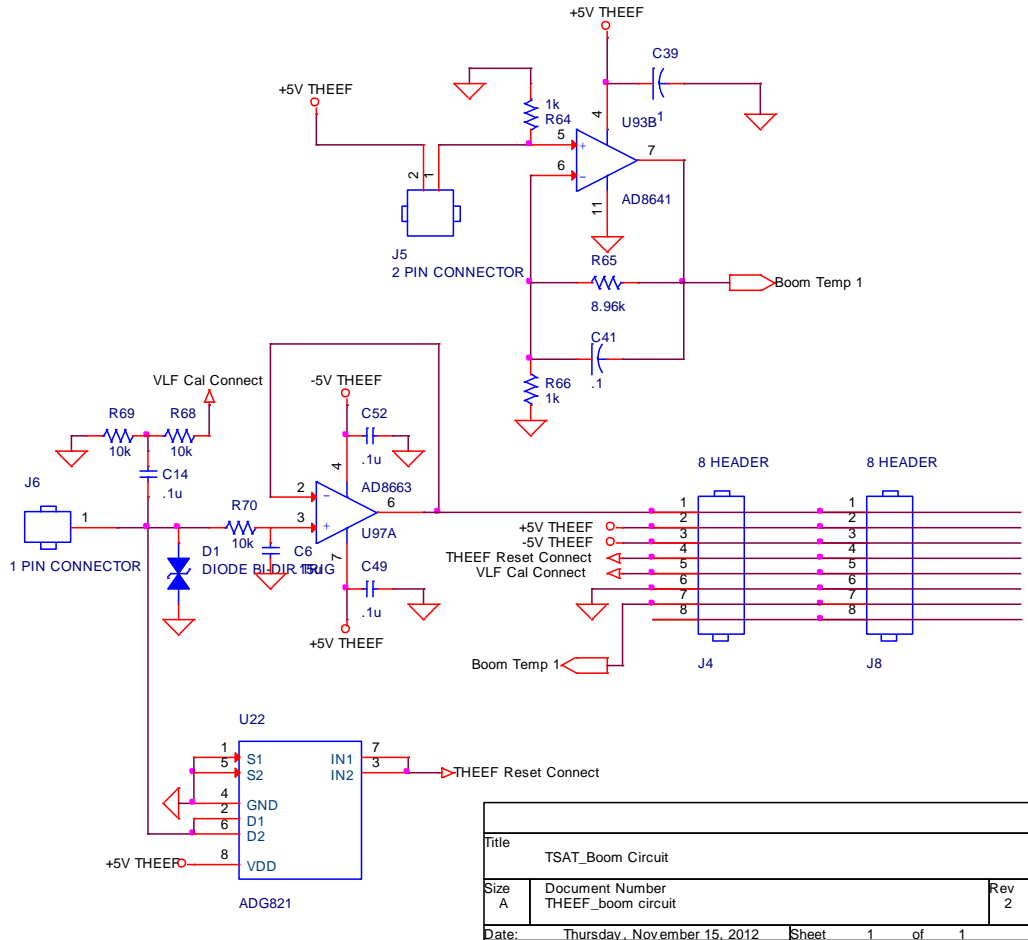 +5V THEEF
C39
1
4
+5V THEEF
1k
R64
U93B
5
6
7
AD8641
11
2
1
J5
2 PIN CONNECTOR
R65
8.96k
Boom Temp 1
C41
.1
R66
1k
VLF Cal Connect
-5V THEEF
R69
R68
10k
10k
C14
.1u
C52
.1u
4
AD8663
2
3
6
U97A
7
J6
1
1 PIN CONNECTOR
R70
10k
D1
DIODE BI-DIR TRIG
C6
15u
C49
.1u
+5V THEEF
8 HEADER
8 HEADER
1
2
3
4
5
6
7
8
1
2
3
4
5
6
7
8
+5V THEEF
-5V THEEF
THEEF Reset Connect
VLF Cal Connect
Boom Temp 1
J4
J8
U22
1
5
4
2
6
8
S1
S2
GND
D1
D2
VDD
IN1
IN2
7
3
THEEF Reset Connect
+5V THEEF
ADG821
Title
TSAT_Boom Circuit
Size
A
Document Number
THEEF_boom circuit
Rev
2
Date:
Thursday, November 15, 2012
Sheet
1
of
1